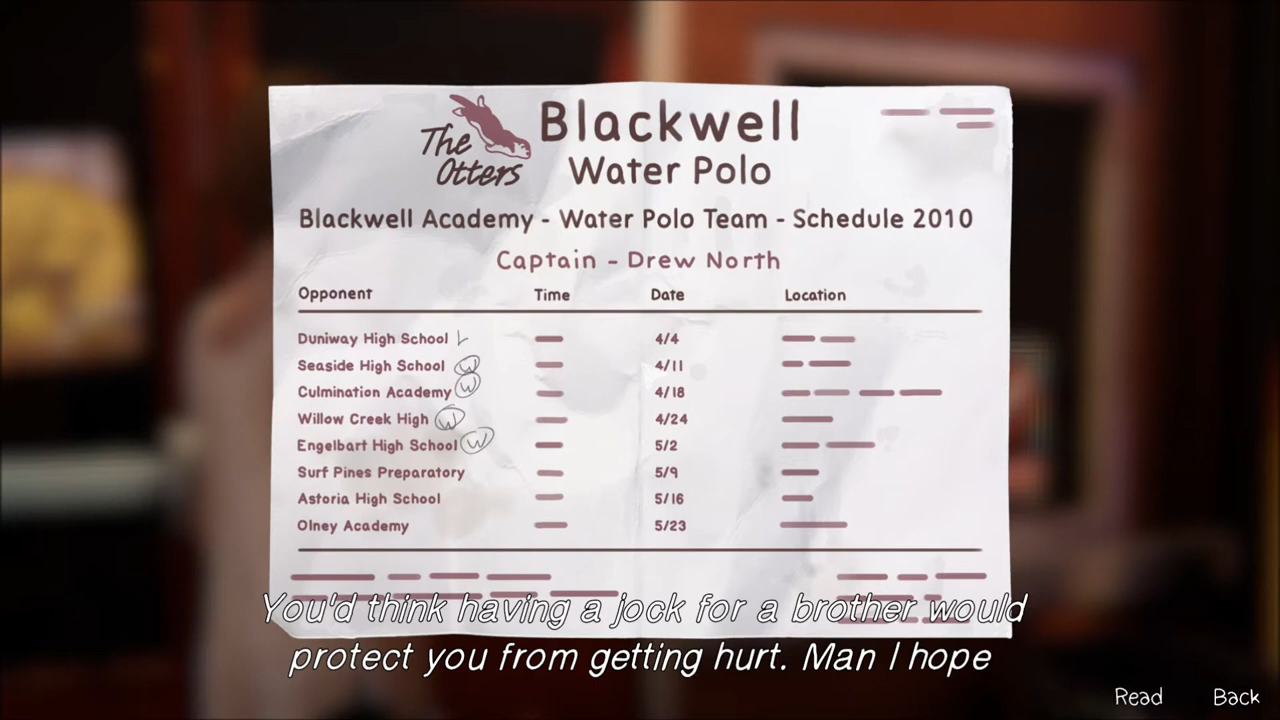 The
Otters
Blackwell
Water Polo
Blackwell Academy - Water Polo Team - Schedule 2010
Captain - Drew North
Opponent Time Date Location
Duniway High School L 4/4
Seaside High School W 4/11
Culmination Academy W 4/18
Willow Creek High W 4/24
Engelbart High School W 5/2
Surf Pines Preparatory 5/9
Astoria High School 5/16
Olney Academy 5/23
You'd think having a jock for a brother would
protect you from getting hurt. Man I hope
Read Back